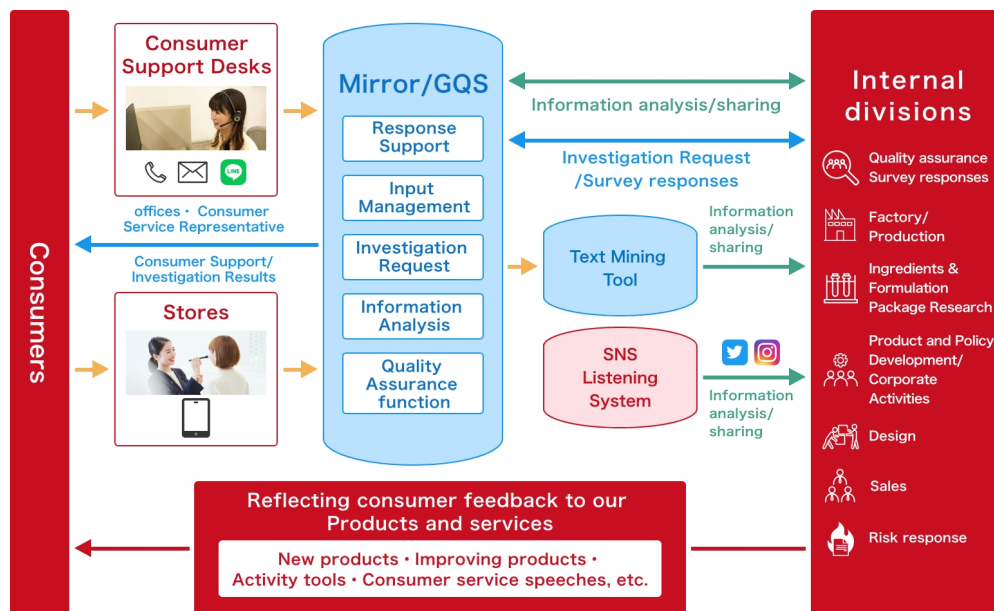 Consumers
Consumer
Support Desks
LINE
offices・ Consumer
Service Representative
Consumer Support/
Investigation Results
Stores
Mirror/GQS
Response
Support
Input
Management
Investigation
Request
Information
Analysis
Quality
Assurance
function
Information analysis/sharing
Investigation Request
/Survey responses
Text Mining
Tool
Information
analysis/
sharing
SNS
Listening
System
Information
analysis/
sharing
Internal
divisions
Quality assurance
Survey responses
Factory/
Production
Ingredients &
Formulation
Package Research
Product and Policy
Development/
Corporate
Activities
Design
Sales
Risk response
Reflecting consumer feedback to our
Products and services
New products・Improving products・
Activity tools・Consumer service speeches, etc.